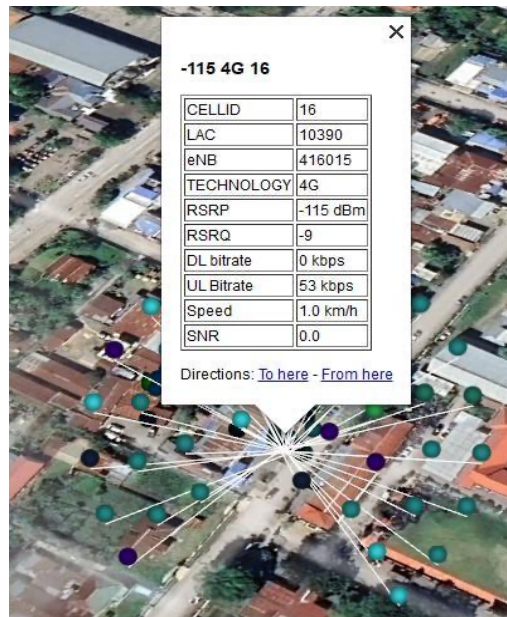 -115 4G 16
CELLID 16
LAC 10390
eNB 416015
TECHNOLOGY 4G
RSRP -115 dBm
RSRQ -9
DL bitrate 0 kbps
UL Bitrate 53 kbps
Speed 1.0 km/h
SNR 0.0
Directions: To here - From here